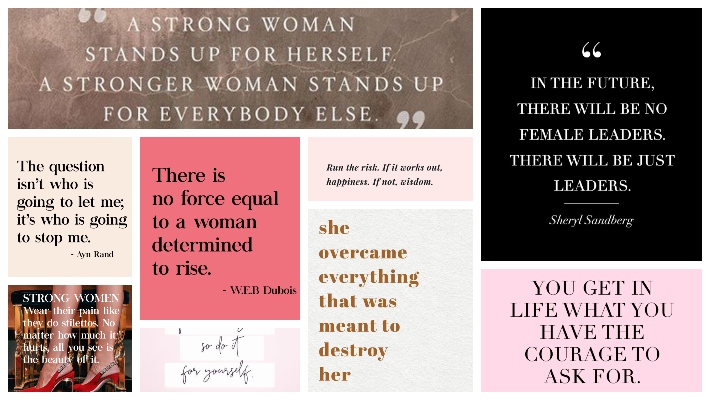 “
A STRONG WOMAN
STANDS UP FOR HERSELF.
A STRONGER WOMAN STANDS UP
FOR EVERYBODY ELSE.
”
The question
isn’t who is
going to let me;
it’s who is going
to stop me.
- Ayn Rand
STRONG WOMEN
Wear their pain like
they do stilettos. No
matter how much it
hurts, all you see is
the beauty of it.
There is
no force equal
to a woman
determined
to rise.
- W.E.B Dubois
so do it
for yourself.
Run the risk. If it works out,
happiness. If not, wisdom.
she
overcame
everything
that was
meant to
destroy
her
“
IN THE FUTURE,
THERE WILL BE NO
FEMALE LEADERS.
THERE WILL BE JUST
LEADERS.
Sheryl Sandberg
YOU GET IN
LIFE WHAT YOU
HAVE THE
COURAGE TO
ASK FOR.